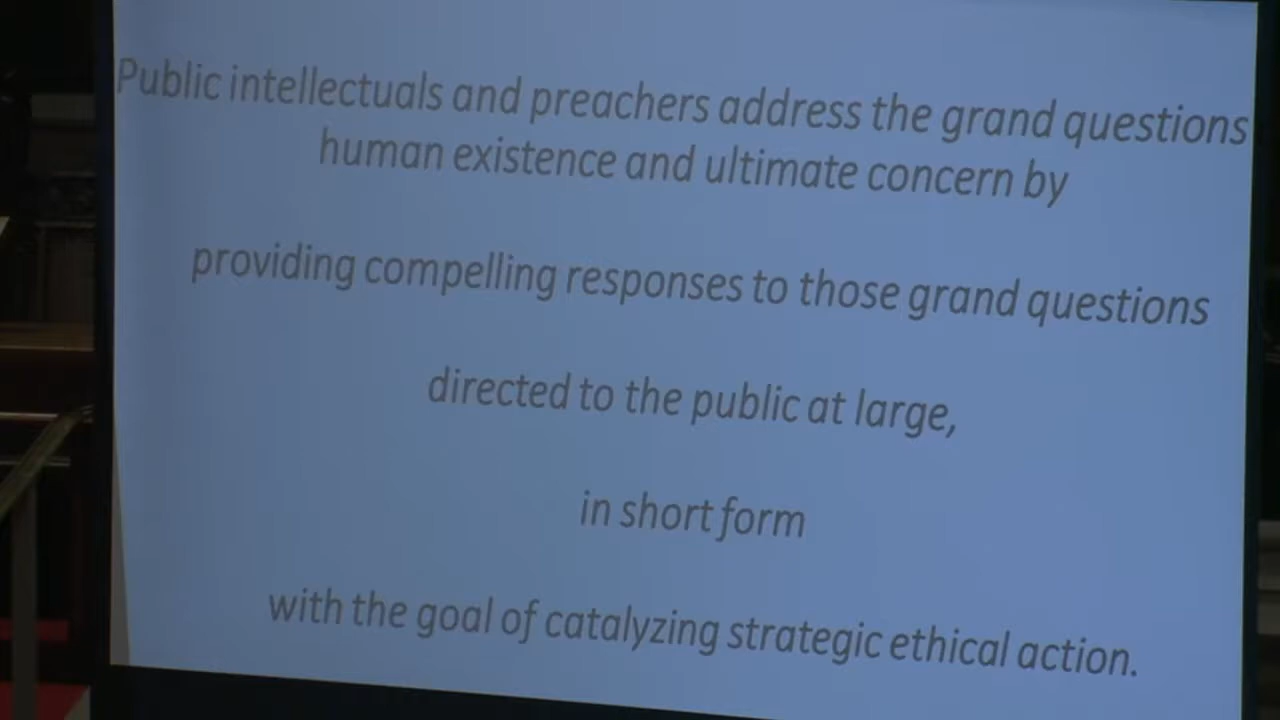 Public intellectuals and preachers address the grand questions
human existence and ultimate concern by
providing compelling responses to those grand questions
directed to the public at large,
in short form
with the goal of catalyzing strategic ethical action.